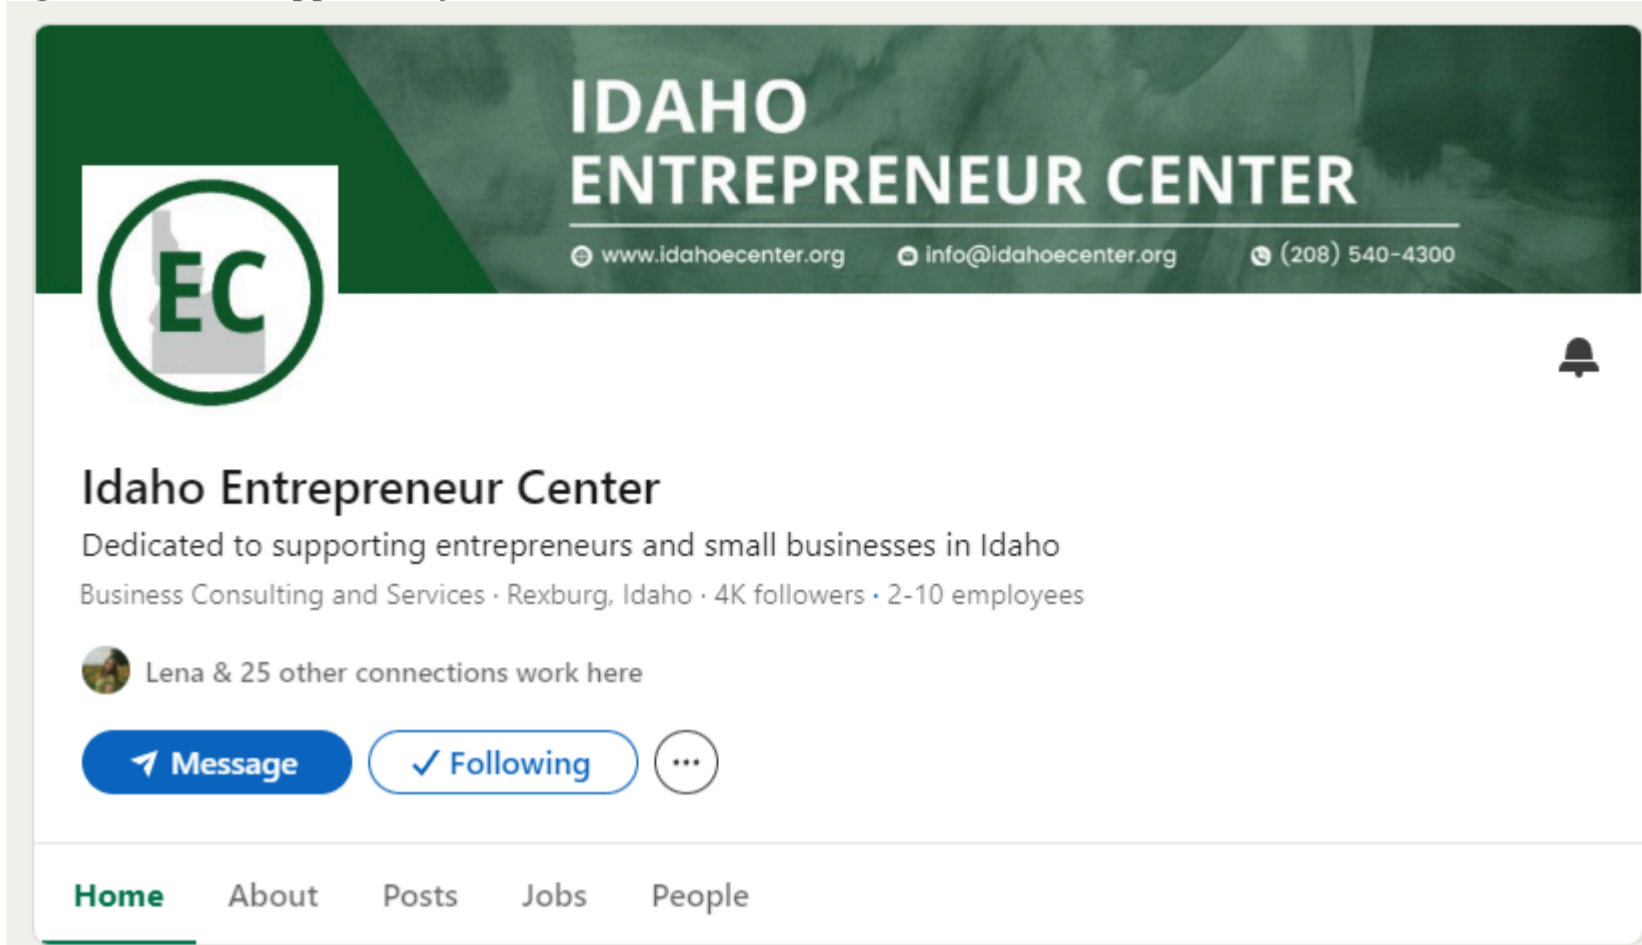 IDAHO
ENTREPRENEUR CENTER
www.idahoecenter.org info@idahoecenter.org (208) 540-4300
EC
Idaho Entrepreneur Center
Dedicated to supporting entrepreneurs and small businesses in Idaho
Business Consulting and Services · Rexburg, Idaho · 4K followers · 2-10 employees
Lena & 25 other connections work here
Message Following
Home About Posts Jobs People